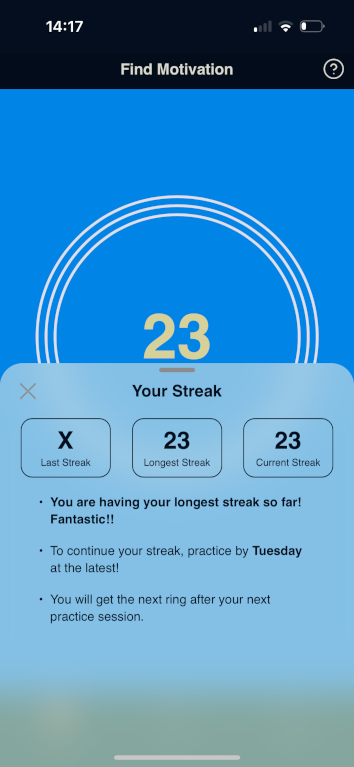 14:17
Find Motivation
?
23
Your Streak
X
Last Streak
23
Longest Streak
23
Current Streak
• You are having your longest streak so far!
Fantastic!!
• To continue your streak, practice by Tuesday
at the latest!
• You will get the next ring after your next
practice session.